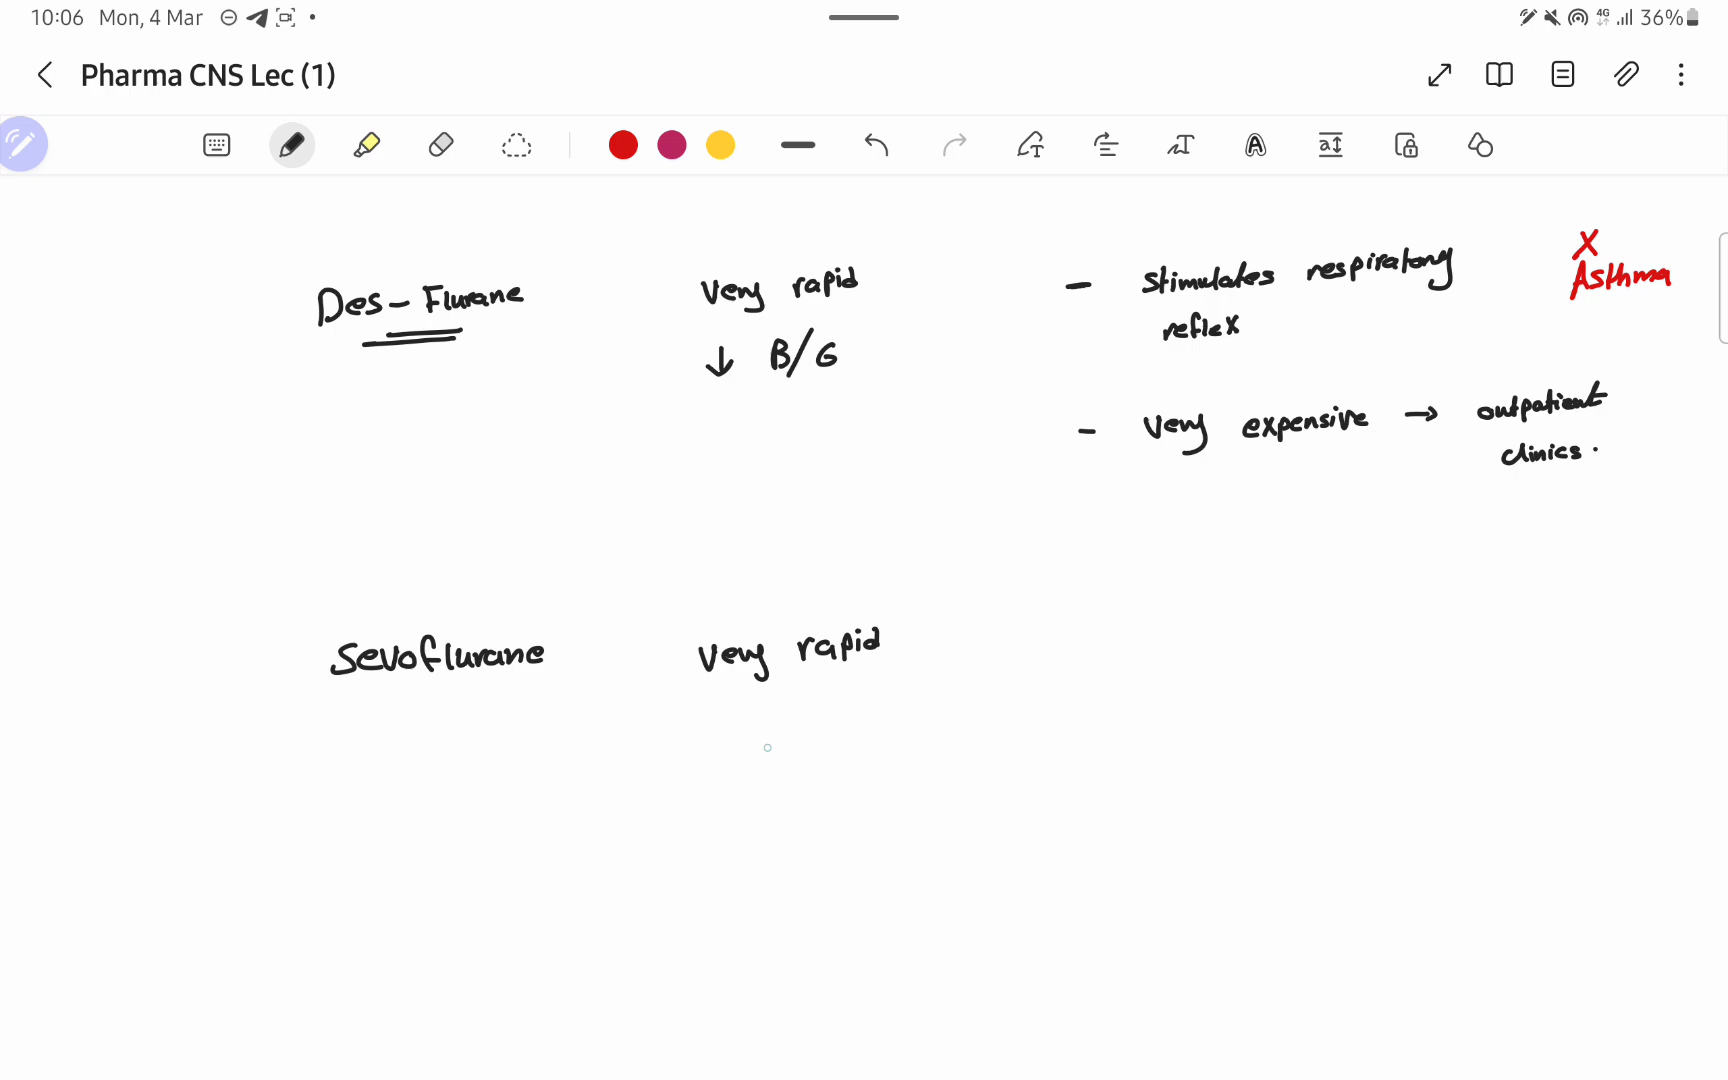 10:06 Mon, 4 Mar
4G 36%
Pharma CNS Lec (1)
Des-Flurane very rapid - stimulates respiratory X
Asthma
↓ B/G reflex
- very expensive → outpatient
clinics.
Sevoflurane very rapid